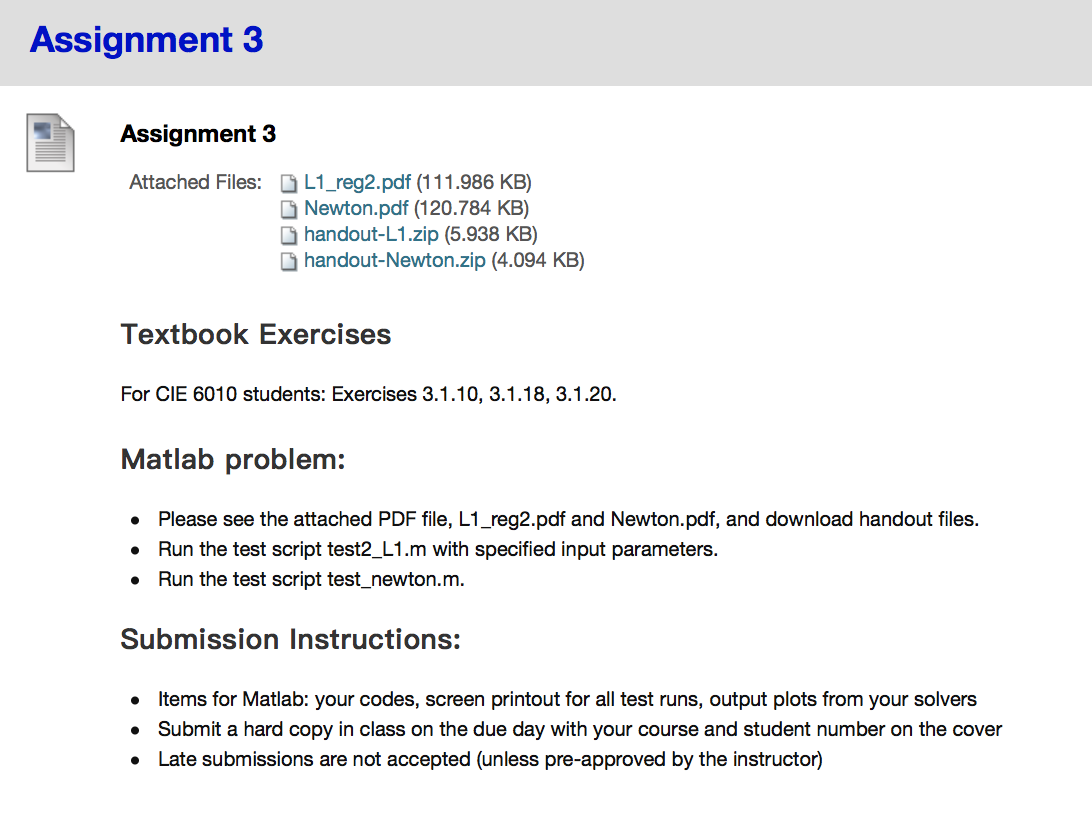 Assignment 3
Assignment 3
Attached Files: L1_reg2.pdf (111.986 KB)
Newton.pdf (120.784 KB)
handout-L1.zip (5.938 KB)
handout-Newton.zip (4.094 KB)
Textbook Exercises
For CIE 6010 students: Exercises 3.1.10, 3.1.18, 3.1.20.
Matlab problem:
• Please see the attached PDF file, L1_reg2.pdf and Newton.pdf, and download handout files.
• Run the test script test2_L1.m with specified input parameters.
• Run the test script test_newton.m.
Submission Instructions:
• Items for Matlab: your codes, screen printout for all test runs, output plots from your solvers
• Submit a hard copy in class on the due day with your course and student number on the cover
• Late submissions are not accepted (unless pre-approved by the instructor)